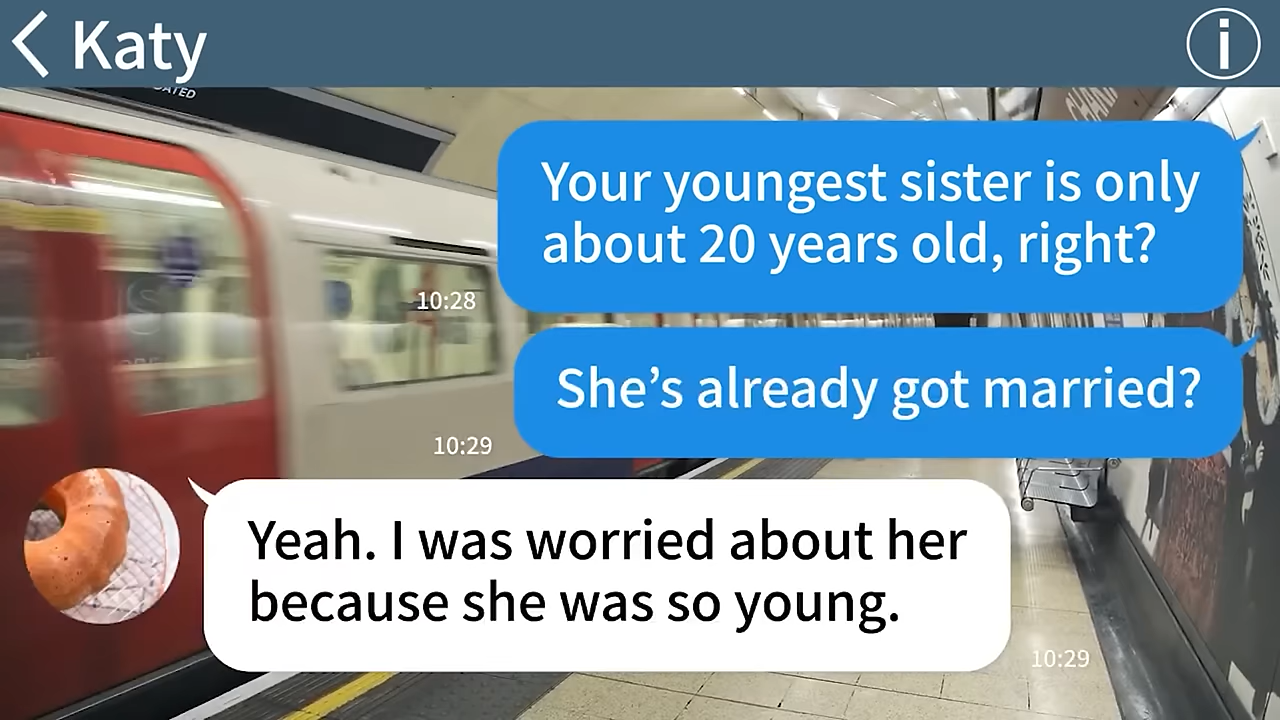 Katy
i
Your youngest sister is only
about 20 years old, right?
10:28
She's already got married?
10:29
Yeah. I was worried about her
because she was so young.
10:29